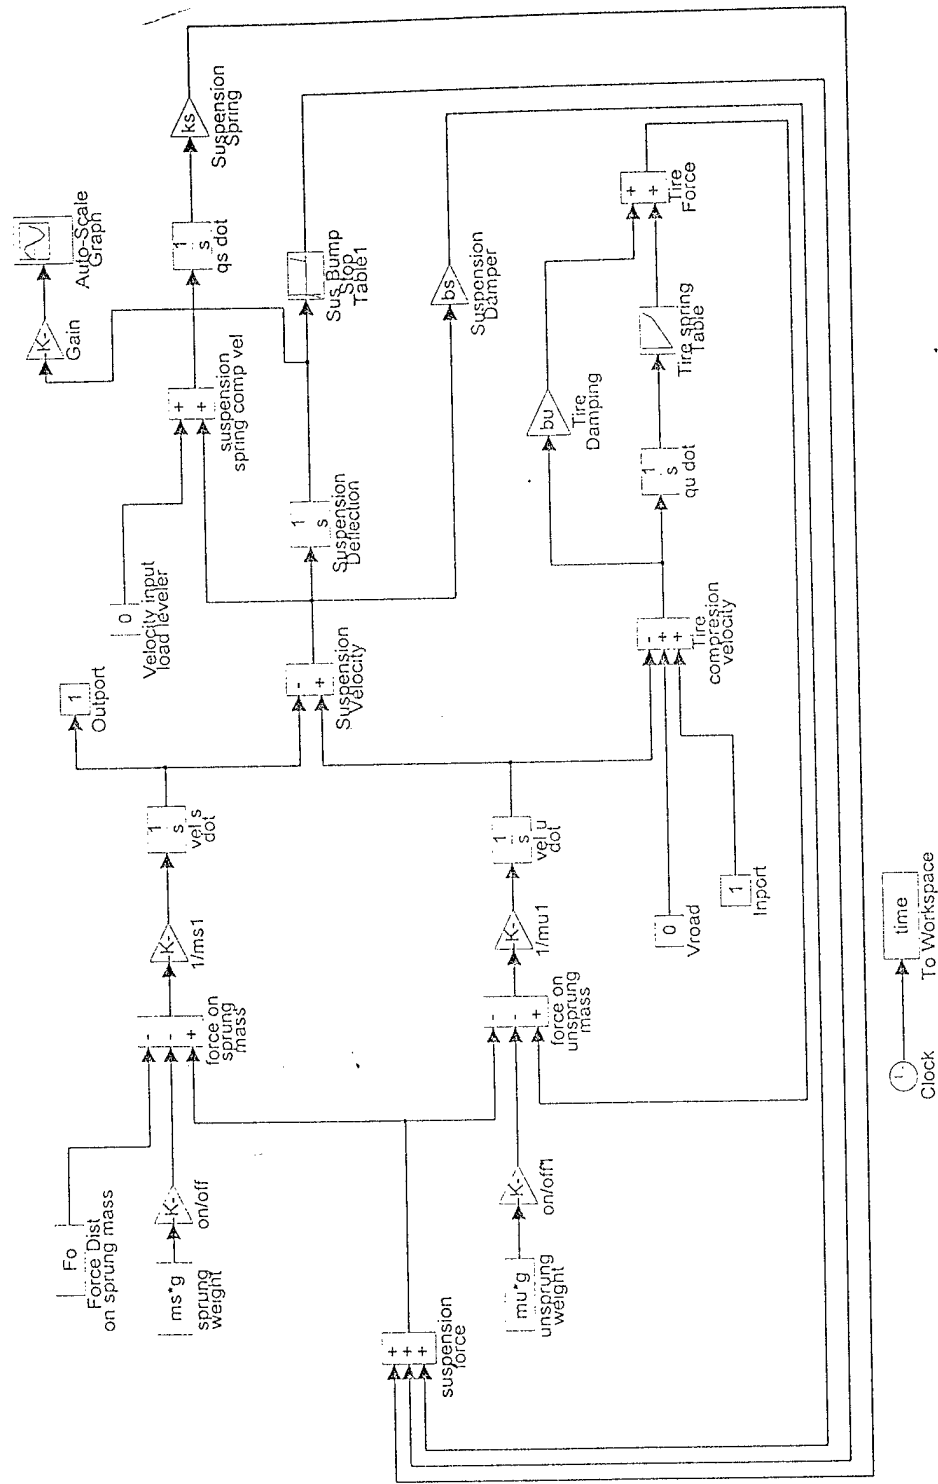 Fo
Force Dist
on sprung mass
ms*g
sprung
weight
K-
on/off
-
-
+
force on
sprung
mass
K-
1/ms1
1
s
vel s
dot
1
Outport
0
Velocity input
load leveler
+
+
suspension
spring comp vel
K-
Gain
Auto-Scale
Graph
1
s
qs dot
ks
Suspension
Spring
-
+
Suspension
Velocity
1
s
Suspension
Deflection
Sus Bump
Stop
Table1
bs
Suspension
Damper
+
+
+
suspension
force
mu*g
unsprung
weight
K-
on/off1
-
-
+
force on
unsprung
mass
K-
1/mu1
1
s
vel u
dot
0
Vroad
1
Inport
-
+
+
Tire
compresion
velocity
bu
Tire
Damping
1
s
qu dot
Tire spring
Table
+
+
Tire
Force
Clock
time
To Workspace